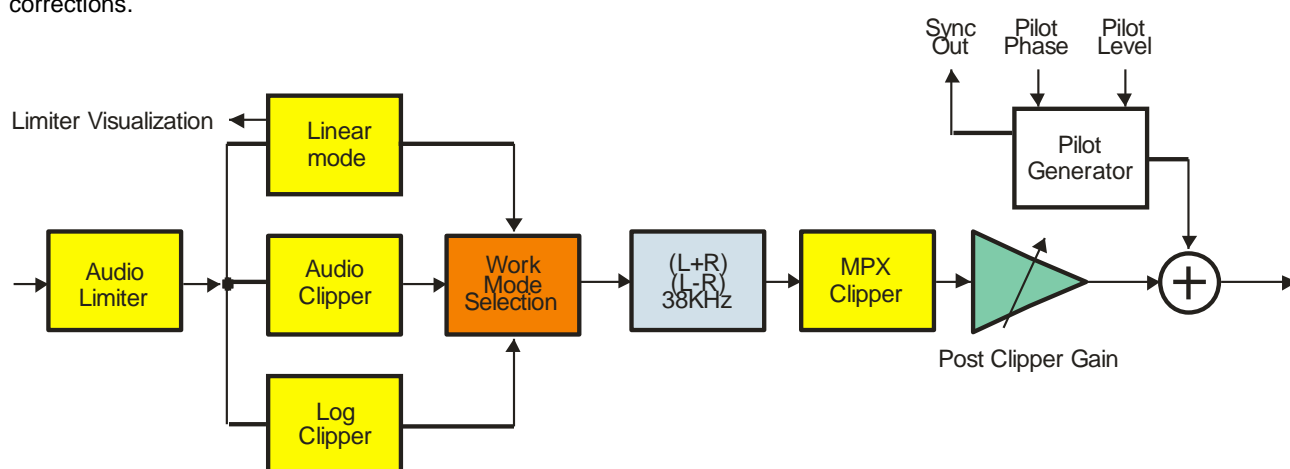 corrections.
Sync
Out
Pilot
Phase
Pilot
Level
Limiter Visualization
Linear
mode
Pilot
Generator
Audio
Limiter
Audio
Clipper
Work
Mode
Selection
(L+R)
(L-R)
38KHz
MPX
Clipper
Post Clipper Gain
Log
Clipper